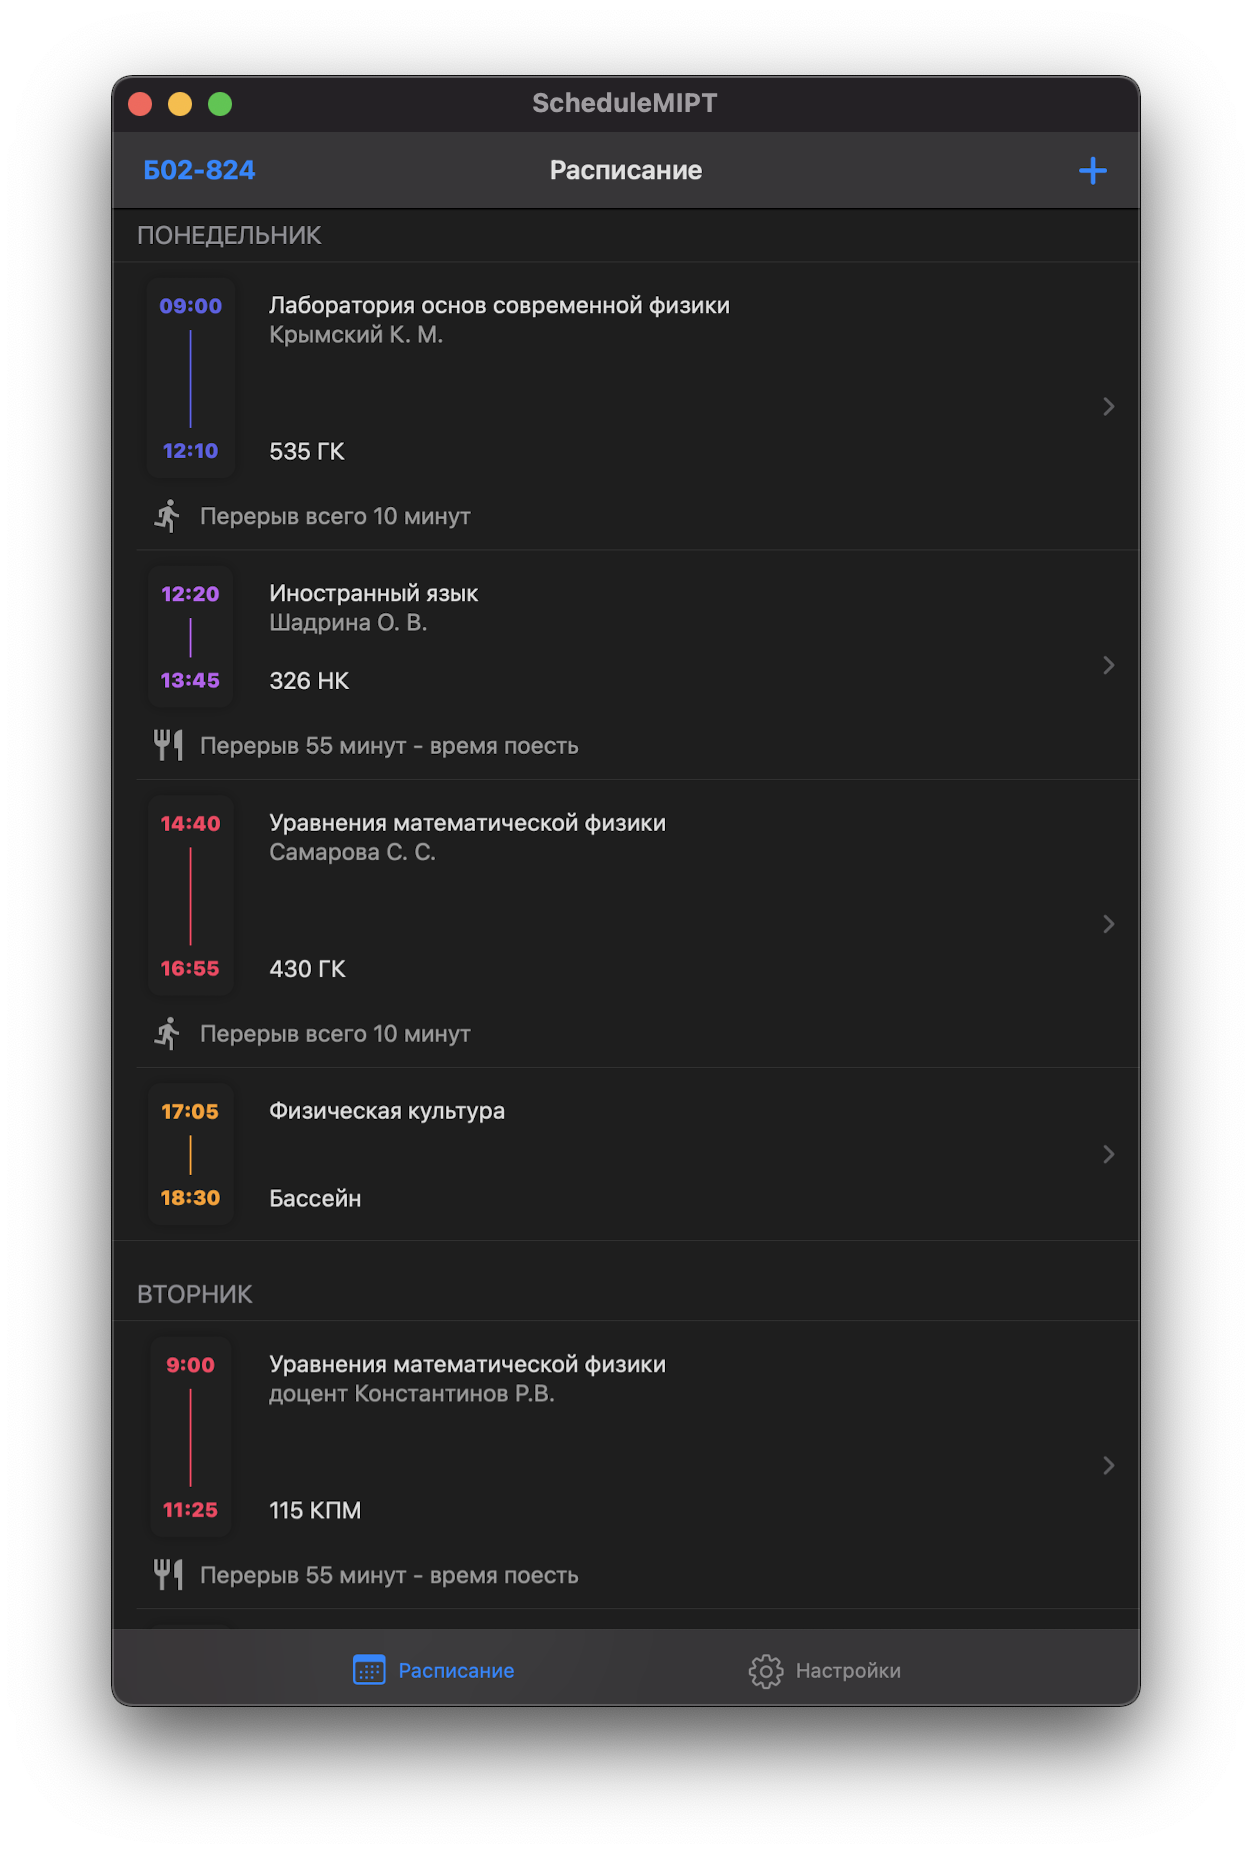 ScheduleMIPT
Б02-824
Расписание
ПОНЕДЕЛЬНИК
09:00
Лаборатория основ современной физики
Крымский К. М.
12:10
535 ГК
Перерыв всего 10 минут
12:20
Иностранный язык
Шадрина О. В.
13:45
326 НК
Перерыв 55 минут - время поесть
14:40
Уравнения математической физики
Самарова С. С.
16:55
430 ГК
Перерыв всего 10 минут
17:05
Физическая культура
18:30
Бассейн
ВТОРНИК
9:00
Уравнения математической физики
доцент Константинов Р.В.
11:25
115 КПМ
Перерыв 55 минут - время поесть
Расписание
Настройки